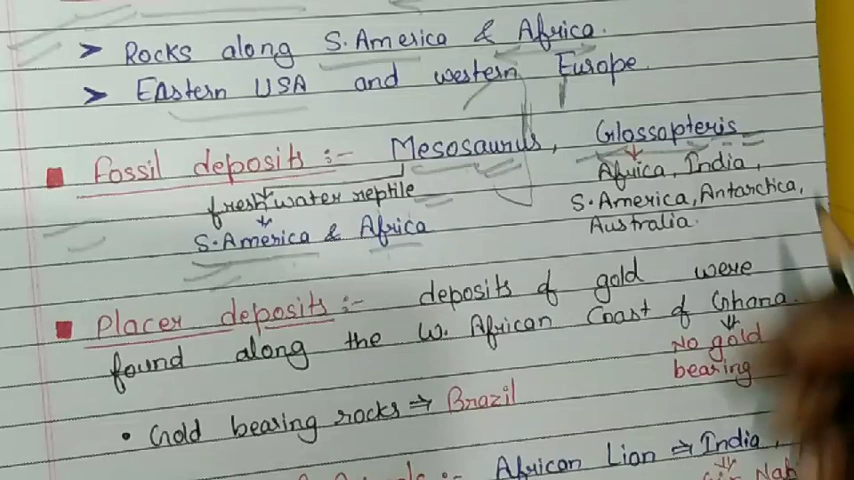 ➤ Rocks along S.America & Africa.
➤ Eastern USA and western Europe
■ Fossil deposits :- Mesosaurus, Glossopteris
freshwater reptile
S.America & Africa
Africa, India,
S.America, Antarctica,
Australia.
■ Placer deposits :- deposits of gold were
found along the W. African Coast of Ghana.
No gold
bearing
• Gold bearing rocks ⇒ Brazil
African Lion ⇒ India,